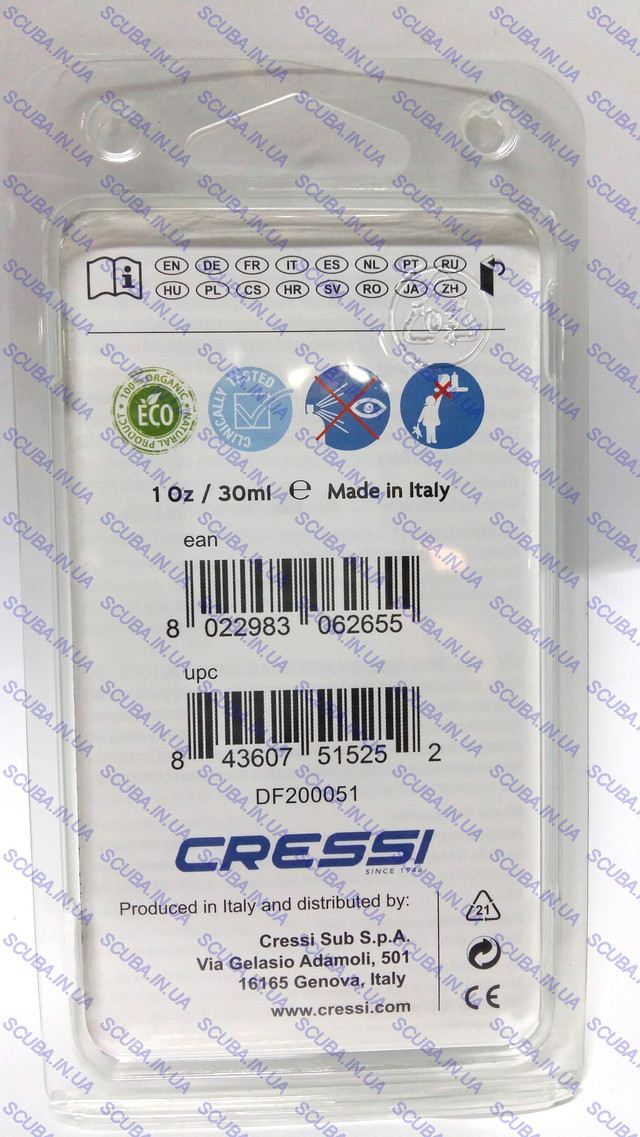 SCUBA.IN.UA
EN DE FR IT ES NL PT RU
HU PL CS HR SV RO JA ZH
100% ORGANIC
ECO
NATURAL PRODUCT
CLINICALLY TESTED
1 Oz / 30ml ℮ Made in Italy
ean
8 022983 062655
upc
8 43607 51525 2
DF200051
CRESSI
SINCE 1946
Produced in Italy and distributed by:
21
Cressi Sub S.p.A.
Via Gelasio Adamoli, 501
16165 Genova, Italy
www.cressi.com
CE